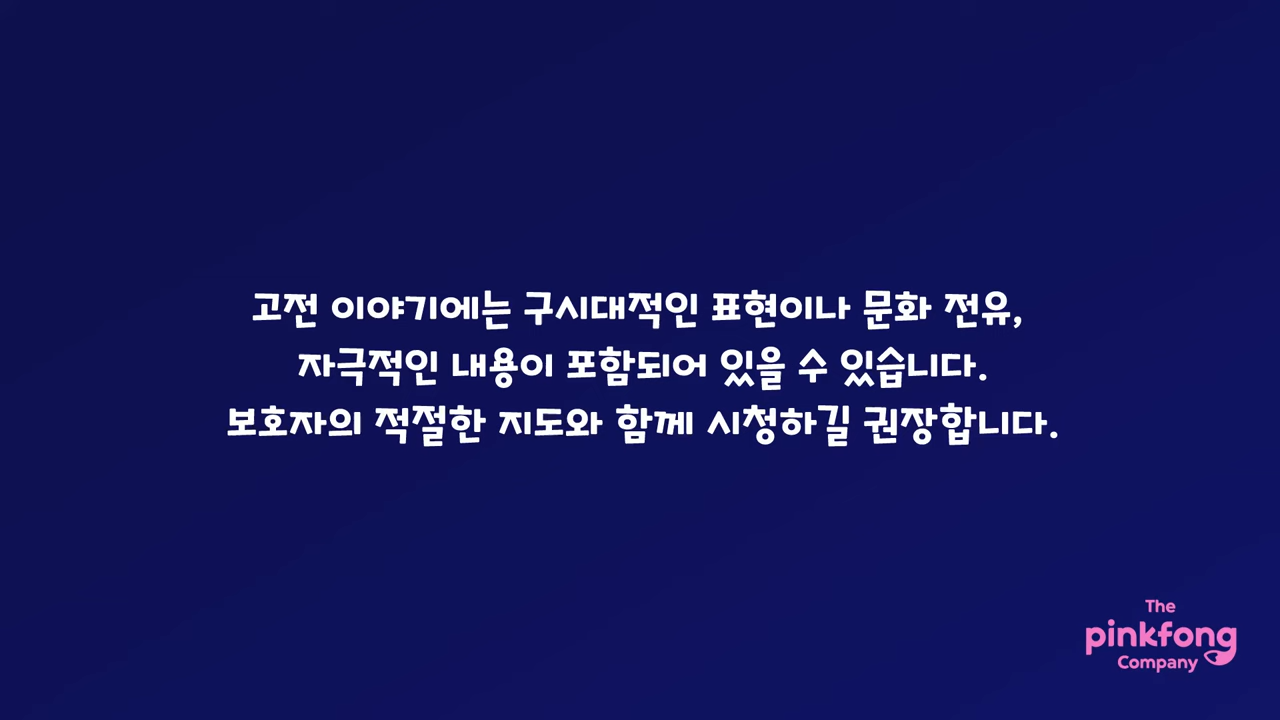 고전 이야기에는 구시대적인 표현이나 문화 전유,
자극적인 내용이 포함되어 있을 수 있습니다.
보호자의 적절한 지도와 함께 시청하길 권장합니다.
The
pinkfong
Company